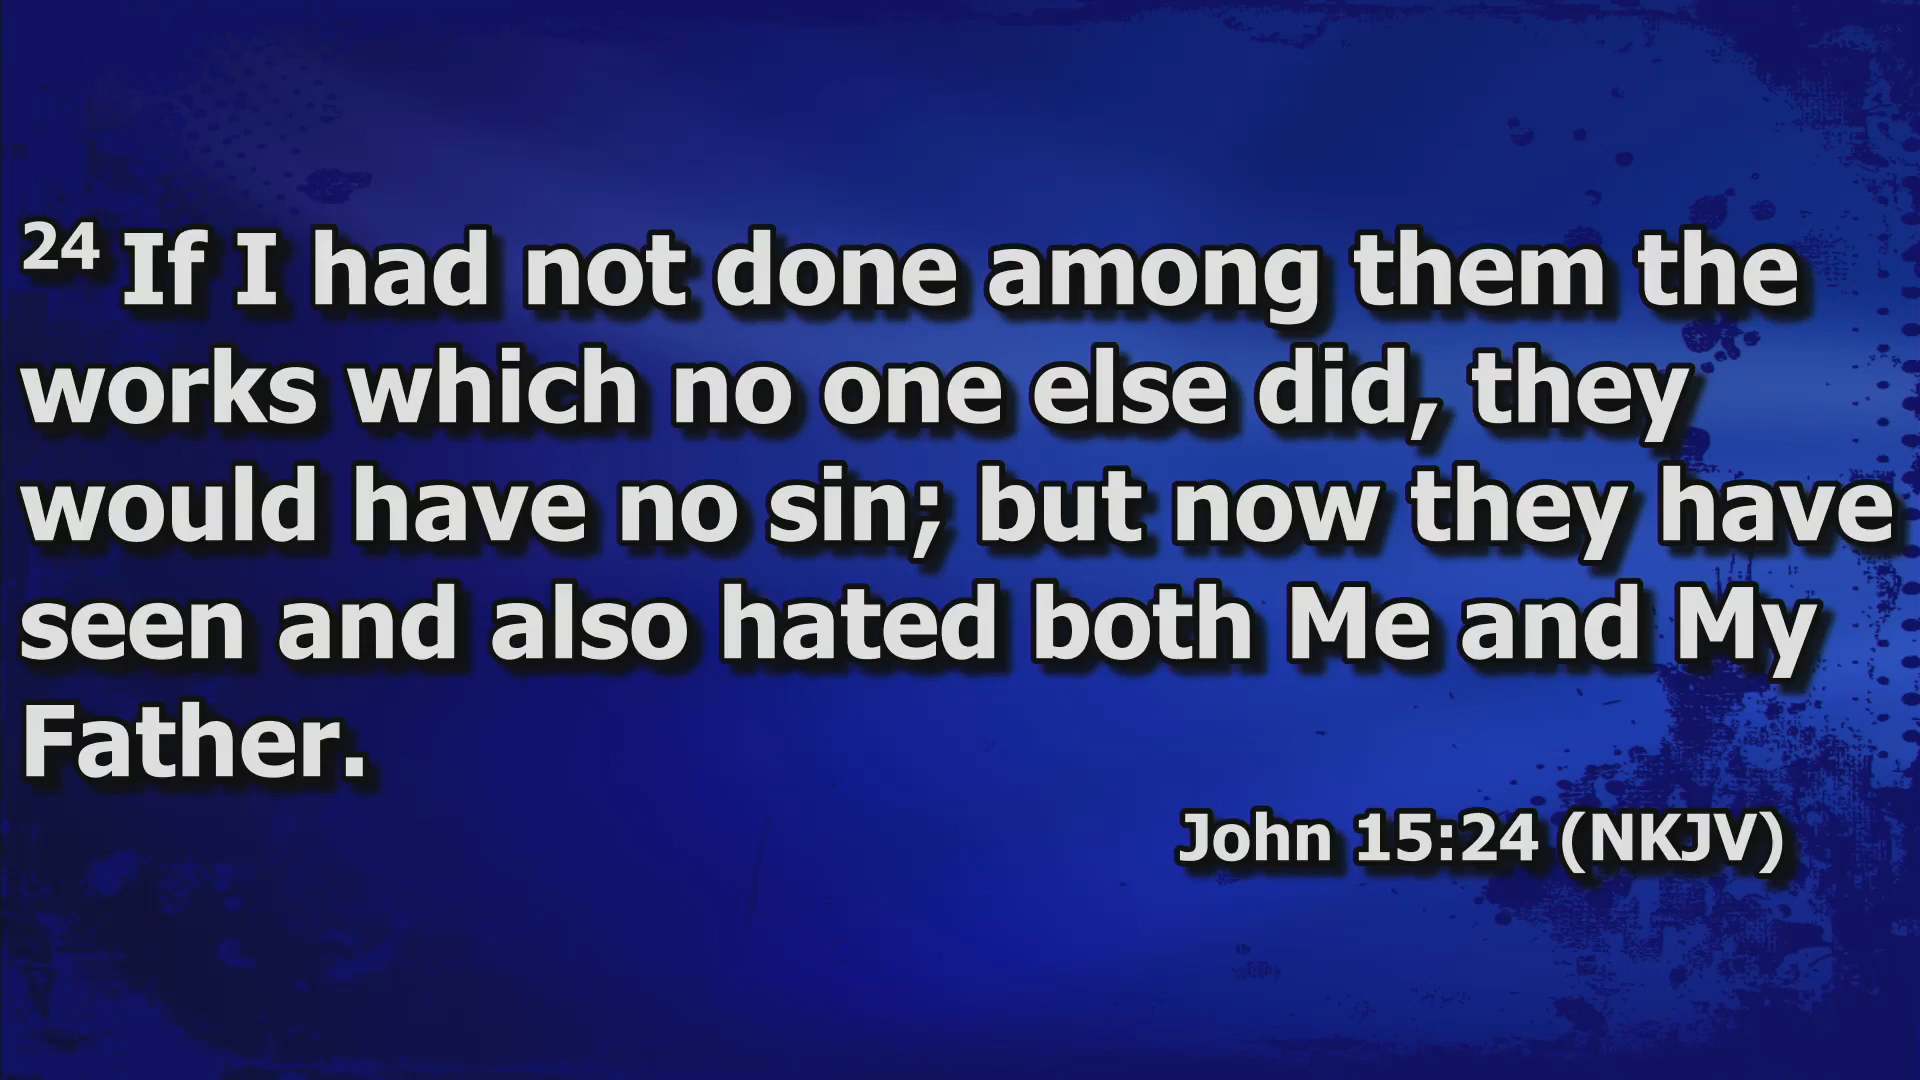 24 If I had not done among them the
works which no one else did, they
would have no sin; but now they have
seen and also hated both Me and My
Father.
John 15:24 (NKJV)